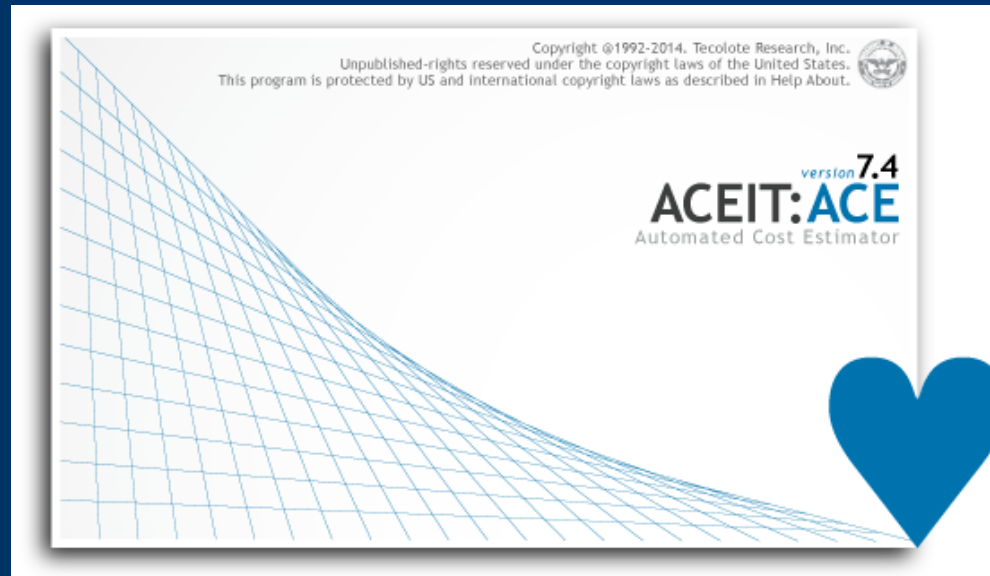 Copyright @1992-2014. Tecolote Research, Inc.
Unpublished-rights reserved under the copyright laws of the United States.
This program is protected by US and international copyright laws as described in Help About.
version 7.4
ACEIT:ACE
Automated Cost Estimator